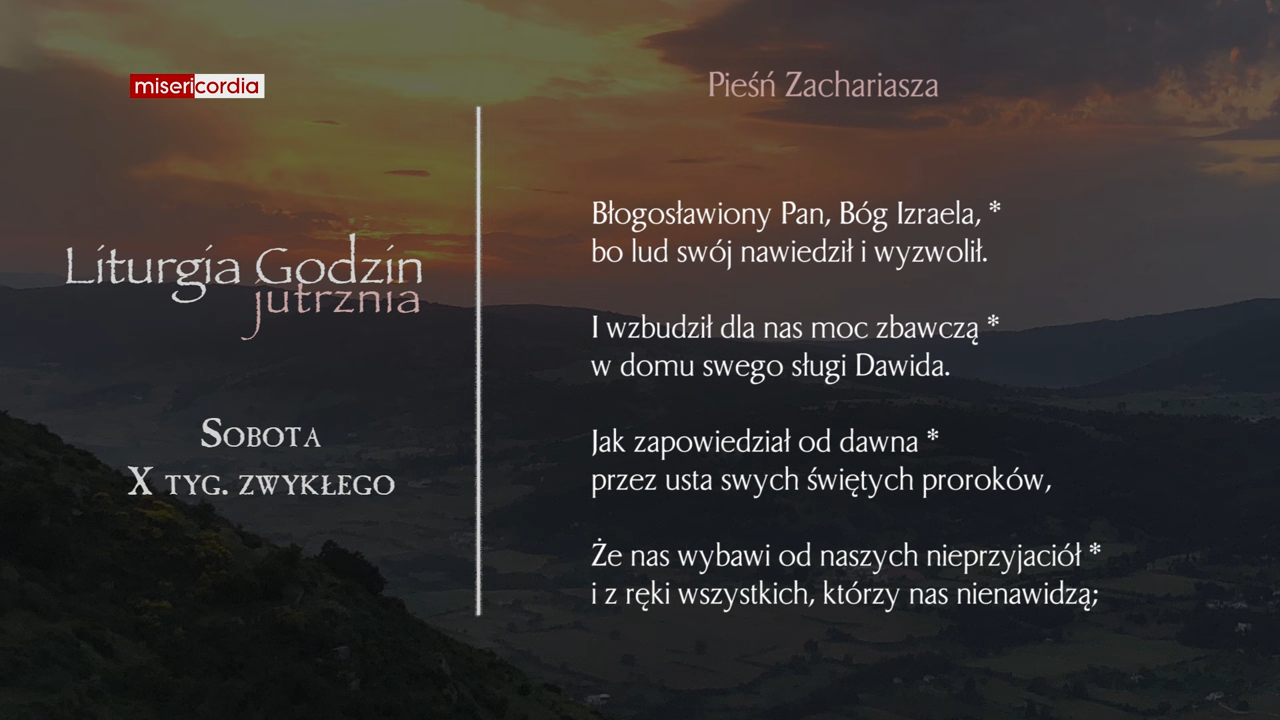 misericordia
Liturgia Godzin
jutrznia
Sobota
X tyg. zwykłego
Pieśń Zachariasza
Błogosławiony Pan, Bóg Izraela, *
bo lud swój nawiedził i wyzwolił.
I wzbudził dla nas moc zbawczą *
w domu swego sługi Dawida.
Jak zapowiedział od dawna *
przez usta swych świętych proroków,
Że nas wybawi od naszych nieprzyjaciół *
i z ręki wszystkich, którzy nas nienawidzą;